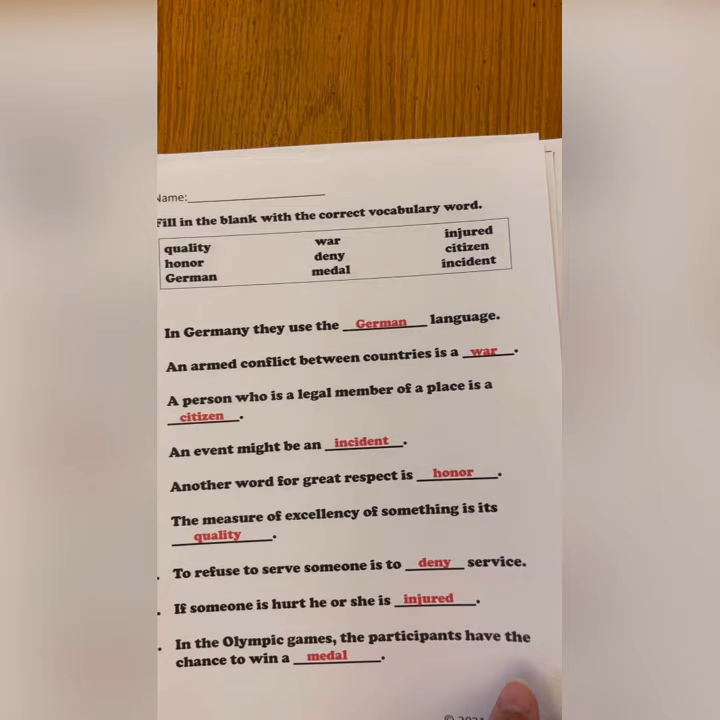 Name:
Fill in the blank with the correct vocabulary word.
quality war injured
honor deny citizen
German medal incident
In Germany they use the German language.
An armed conflict between countries is a war.
A person who is a legal member of a place is a
citizen.
An event might be an incident.
Another word for great respect is honor.
The measure of excellency of something is its
quality.
To refuse to serve someone is to deny service.
If someone is hurt he or she is injured.
In the Olympic games, the participants have the
chance to win a medal.